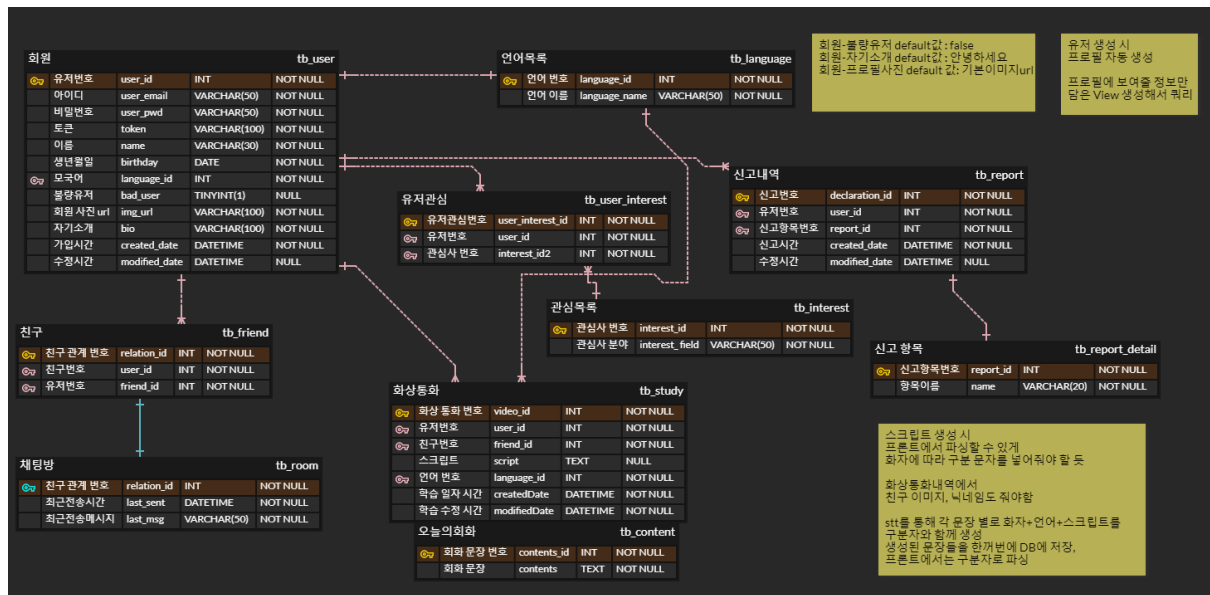 회원 tb_user
유저번호 user_id INT NOT NULL
아이디 user_email VARCHAR(50) NOT NULL
비밀번호 user_pwd VARCHAR(50) NOT NULL
토큰 token VARCHAR(100) NOT NULL
이름 name VARCHAR(30) NOT NULL
생년월일 birthday DATE NOT NULL
모국어 language_id INT NOT NULL
불량유저 bad_user TINYINT(1) NULL
회원 사진 url img_url VARCHAR(100) NOT NULL
자기소개 bio VARCHAR(100) NOT NULL
가입시간 created_date DATETIME NOT NULL
수정시간 modified_date DATETIME NULL
언어목록 tb_language
언어 번호 language_id INT NOT NULL
언어 이름 language_name VARCHAR(50) NOT NULL
회원-불량유저 default값 : false
회원-자기소개 default값 : 안녕하세요
회원-프로필사진 default 값: 기본이미지url
유저 생성 시
프로필 자동 생성
프로필에 보여줄 정보만
담은 View 생성해서 쿼리
유저관심 tb_user_interest
유저관심번호 user_interest_id INT NOT NULL
유저번호 user_id INT NOT NULL
관심사 번호 interest_id2 INT NOT NULL
신고내역 tb_report
신고번호 declaration_id INT NOT NULL
유저번호 user_id INT NOT NULL
신고항목번호 report_id INT NOT NULL
신고시간 created_date DATETIME NOT NULL
수정시간 modified_date DATETIME NULL
관심목록 tb_interest
관심사 번호 interest_id INT NOT NULL
관심사 분야 interest_field VARCHAR(50) NOT NULL
친구 tb_friend
친구 관계 번호 relation_id INT NOT NULL
친구번호 user_id INT NOT NULL
유저번호 friend_id INT NOT NULL
신고 항목 tb_report_detail
신고항목번호 report_id INT NOT NULL
항목이름 name VARCHAR(20) NOT NULL
화상통화 tb_study
화상 통화 번호 video_id INT NOT NULL
유저번호 user_id INT NOT NULL
친구번호 friend_id INT NOT NULL
스크립트 script TEXT NULL
언어 번호 language_id INT NOT NULL
학습 일자 시간 createdDate DATETIME NOT NULL
학습 수정 시간 modifiedDate DATETIME NOT NULL
채팅방 tb_room
친구 관계 번호 relation_id INT NOT NULL
최근전송시간 last_sent DATETIME NOT NULL
최근전송메시지 last_msg VARCHAR(50) NOT NULL
오늘의회화 tb_content
회화 문장 번호 contents_id INT NOT NULL
회화 문장 contents TEXT NOT NULL
스크립트 생성 시
프론트에서 파싱할 수 있게
화자에 따라 구분 문자를 넣어줘야 할 듯
화상통화내역에서
친구 이미지, 닉네임도 줘야함
stt를 통해 각 문장 별로 화자+언어+스크립트를
구분자와 함께 생성
생성된 문장들을 한꺼번에 DB에 저장,
프론트에서는 구분자로 파싱